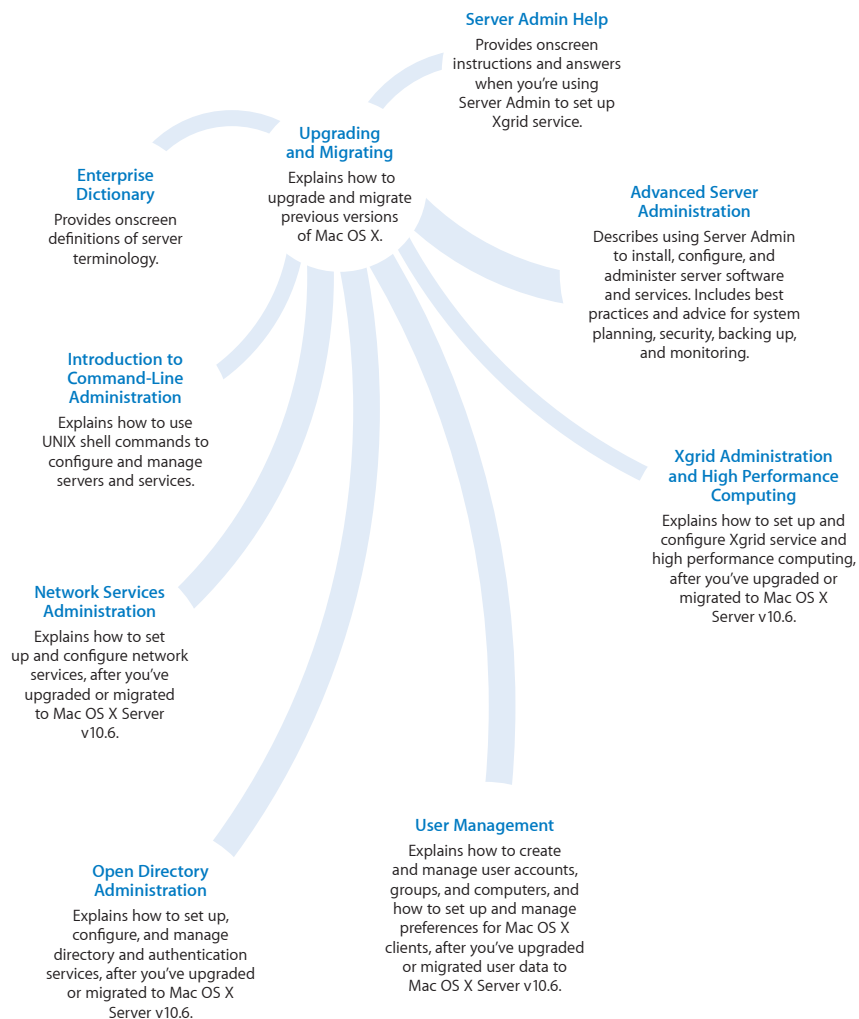 Server Admin Help
Provides onscreen
instructions and answers
when you're using
Server Admin to set up
Xgrid service.
Upgrading
and Migrating
Explains how to
upgrade and migrate
previous versions
of Mac OS X.
Enterprise
Dictionary
Provides onscreen
definitions of server
terminology.
Advanced Server
Administration
Describes using Server Admin
to install, configure, and
administer server software
and services. Includes best
practices and advice for system
planning, security, backing up,
and monitoring.
Introduction to
Command-Line
Administration
Explains how to use
UNIX shell commands to
configure and manage
servers and services.
Xgrid Administration
and High Performance
Computing
Explains how to set up and
configure Xgrid service and
high performance computing,
after you've upgraded or
migrated to Mac OS X
Server v10.6.
Network Services
Administration
Explains how to set
up and configure network
services, after you've
upgraded or migrated
to Mac OS X Server
v10.6.
User Management
Explains how to create
and manage user accounts,
groups, and computers, and
how to set up and manage
preferences for Mac OS X
clients, after you've upgraded
or migrated user data to
Mac OS X Server v10.6.
Open Directory
Administration
Explains how to set up,
configure, and manage
directory and authentication
services, after you've upgraded
or migrated to Mac OS X
Server v10.6.